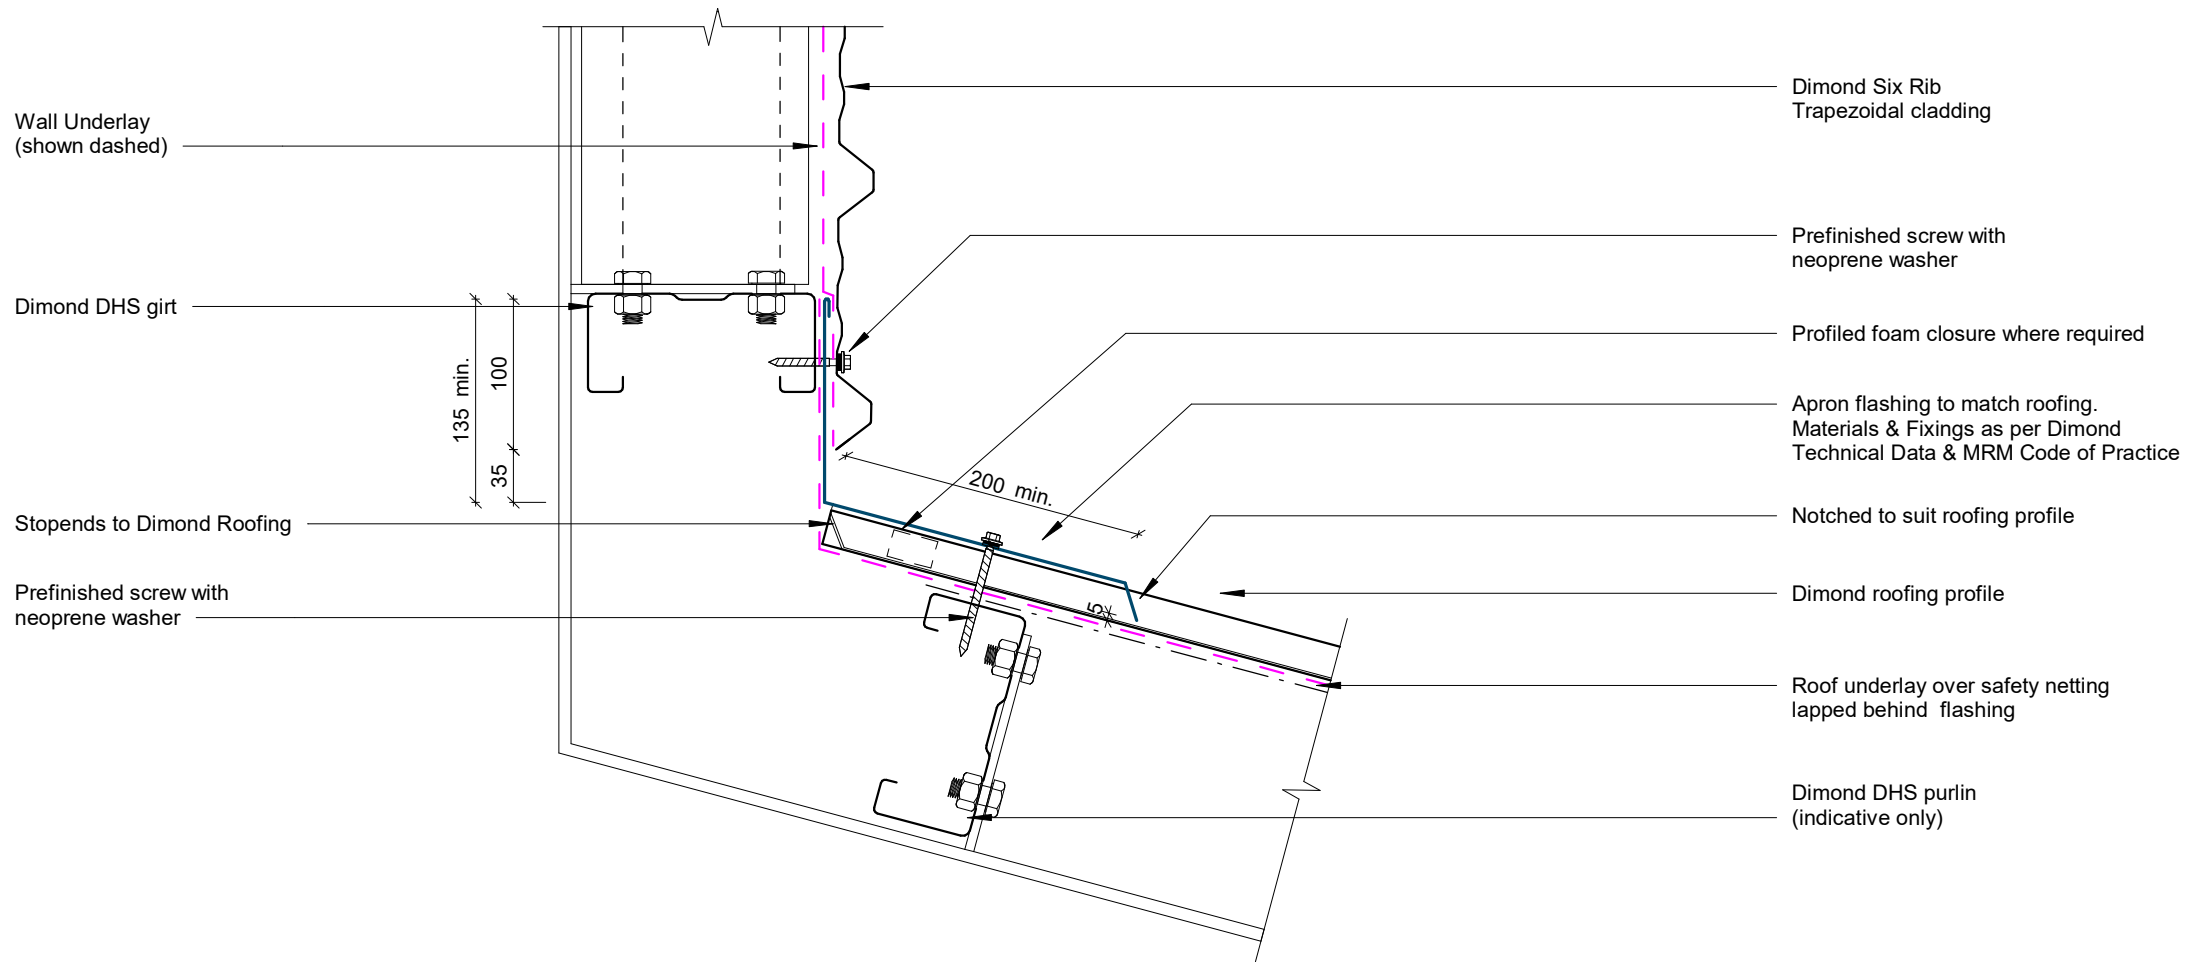 Wall Underlay
(shown dashed)
Dimond DHS girt
135 min.
100
35
Stopends to Dimond Roofing
Prefinished screw with
neoprene washer
200 min.
5
Dimond Six Rib
Trapezoidal cladding
Prefinished screw with
neoprene washer
Profiled foam closure where required
Apron flashing to match roofing.
Materials & Fixings as per Dimond
Technical Data & MRM Code of Practice
Notched to suit roofing profile
Dimond roofing profile
Roof underlay over safety netting
lapped behind flashing
Dimond DHS purlin
(indicative only)